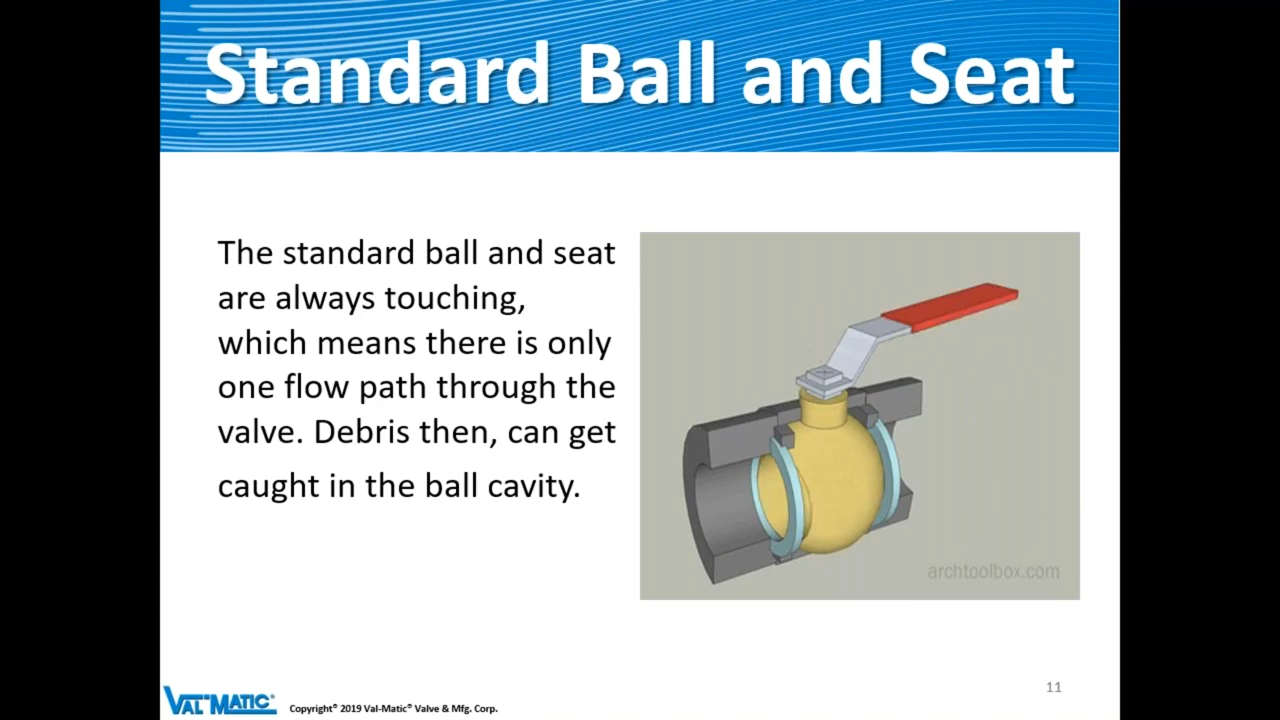 Standard Ball and Seat
The standard ball and seat
are always touching,
which means there is only
one flow path through the
valve. Debris then, can get
caught in the ball cavity.
archtoolbox.com
11
VAL MATIC®
Copyright© 2019 Val-Matic® Valve & Mfg. Corp.